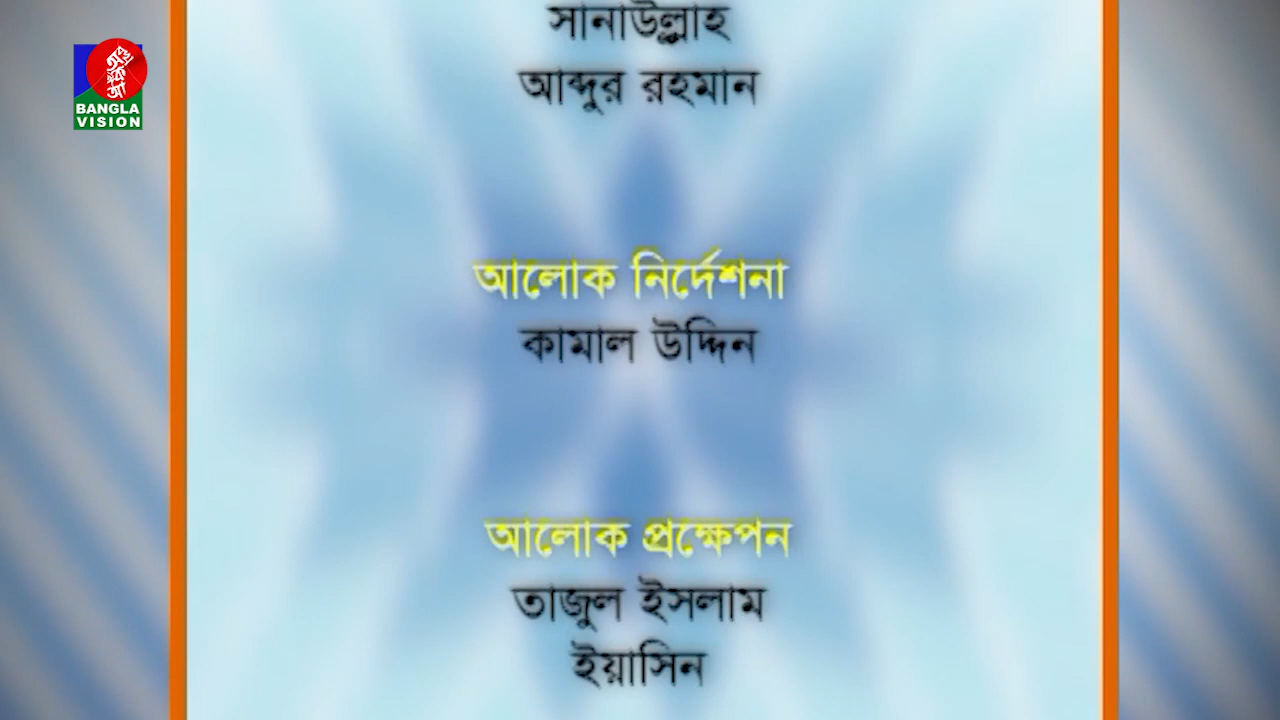 BANGLA
VISION
সানাউল্লাহ
আব্দুর রহমান
আলোক নির্দেশনা
কামাল উদ্দিন
আলোক প্রক্ষেপন
তাজুল ইসলাম
ইয়াসিন